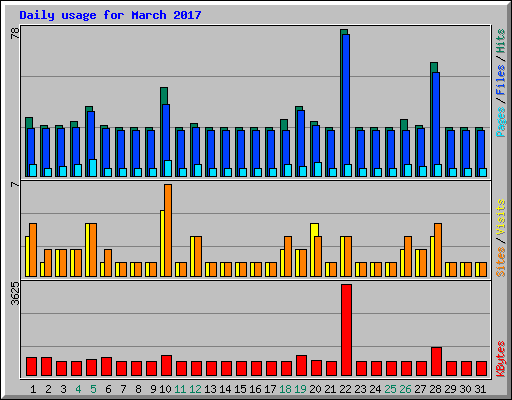 Daily usage for March 2017
78
Pages / Files / Hits
7
Sites / Visits
3625
KBytes
1 2 3 4 5 6 7 8 9 10 11 12 13 14 15 16 17 18 19 20 21 22 23 24 25 26 27 28 29 30 31